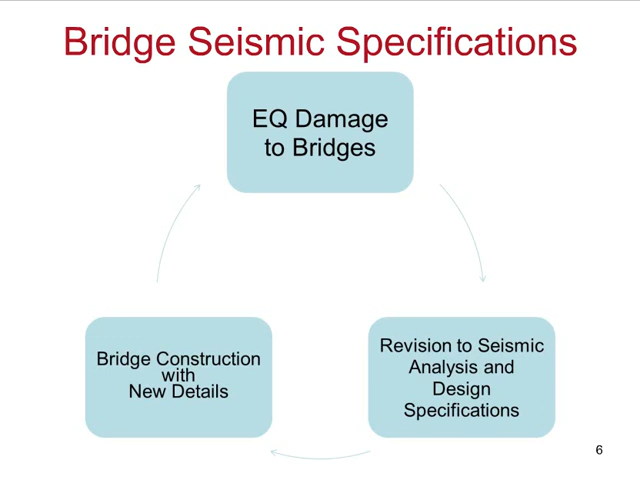 Bridge Seismic Specifications
EQ Damage
to Bridges
Bridge Construction
with
New Details
Revision to Seismic
Analysis and
Design
Specifications
6